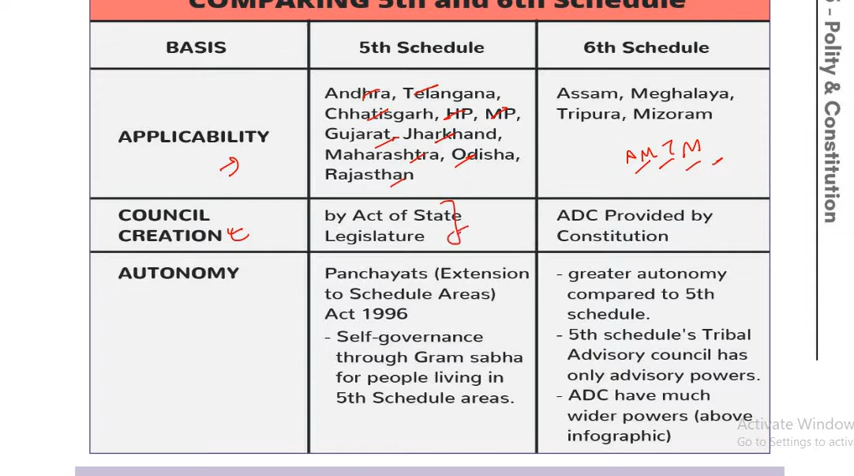 COMPARING 5th and 6th Schedule
BASIS
5th Schedule
6th Schedule
APPLICABILITY
Andhra, Telangana,
Chhatisgarh, HP, MP,
Gujarat, Jharkhand,
Maharashtra, Odisha,
Rajasthan
Assam, Meghalaya,
Tripura, Mizoram
AMTM
COUNCIL
CREATION
by Act of State
Legislature
ADC Provided by
Constitution
AUTONOMY
Panchayats (Extension
to Schedule Areas)
Act 1996
- Self-governance
through Gram sabha
for people living in
5th Schedule areas.
- greater autonomy
compared to 5th
schedule.
- 5th schedule's Tribal
Advisory council has
only advisory powers.
- ADC have much
wider powers (above
infographic)
- Polity & Constitution
Activate Window
Go to Settings to activ